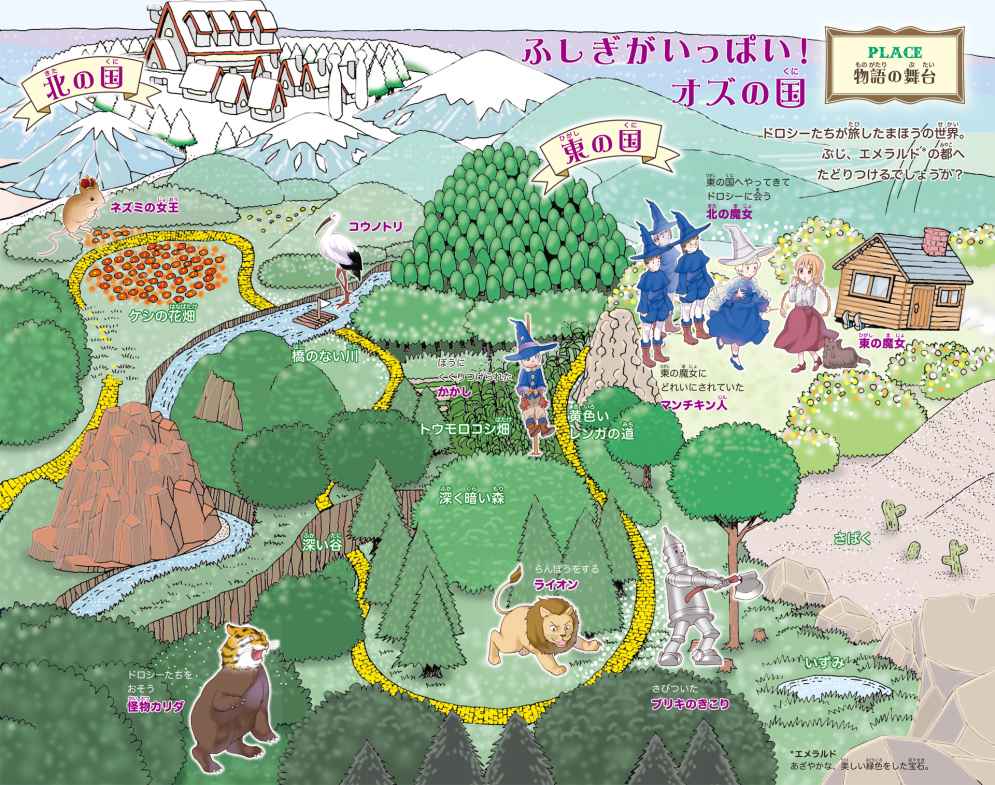 北の国
ふしぎがいっぱい!
オズの国
PLACE
物語の舞台
東の国
ドロシーたちが旅したまほうの世界。
ぶじ、エメラルド*の都へ
たどりつけるでしょうか?
ネズミの女王
コウノトリ
東の国へやってきて
ドロシーに会う
北の魔女
ケシの花畑
橋のない川
東の魔女
ぼうに
くくりつけられた
かかし
東の魔女に
どれいにされていた
マンチキン人
トウモロコシ畑
黄色い
レンガの道
深く暗い森
深い谷
さばく
らんぼうをする
ライオン
いずみ
ドロシーたちを
おそう
怪物カリダ
さびついた
ブリキのきこり
*エメラルド
あざやかな、美しい緑色をした宝石。